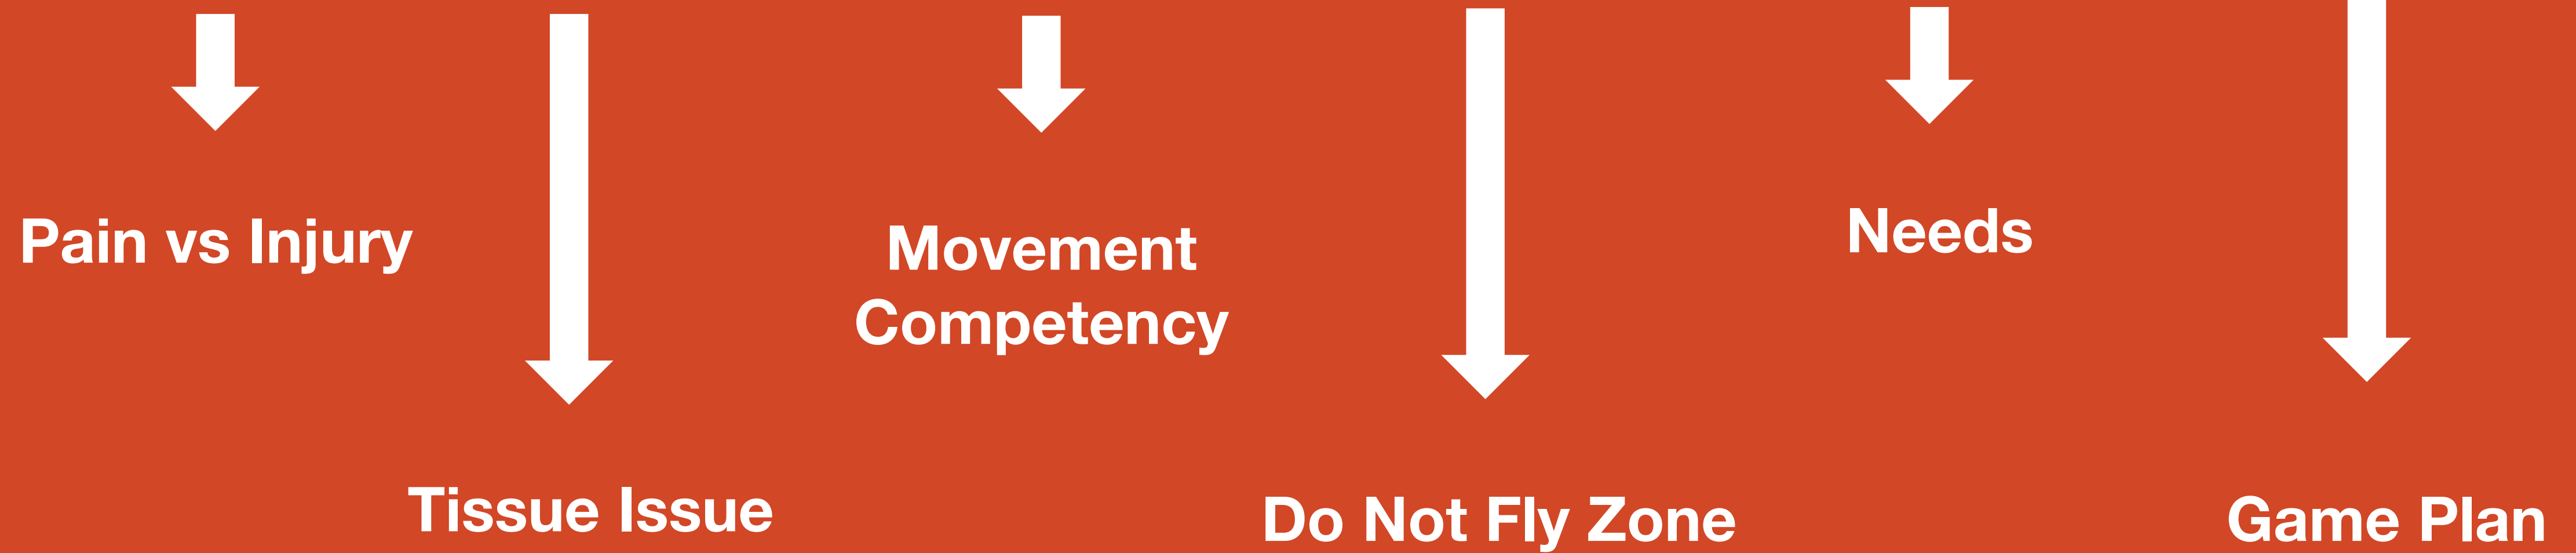 Pain vs Injury
Tissue Issue
Movement
Competency
Do Not Fly Zone
Needs
Game Plan